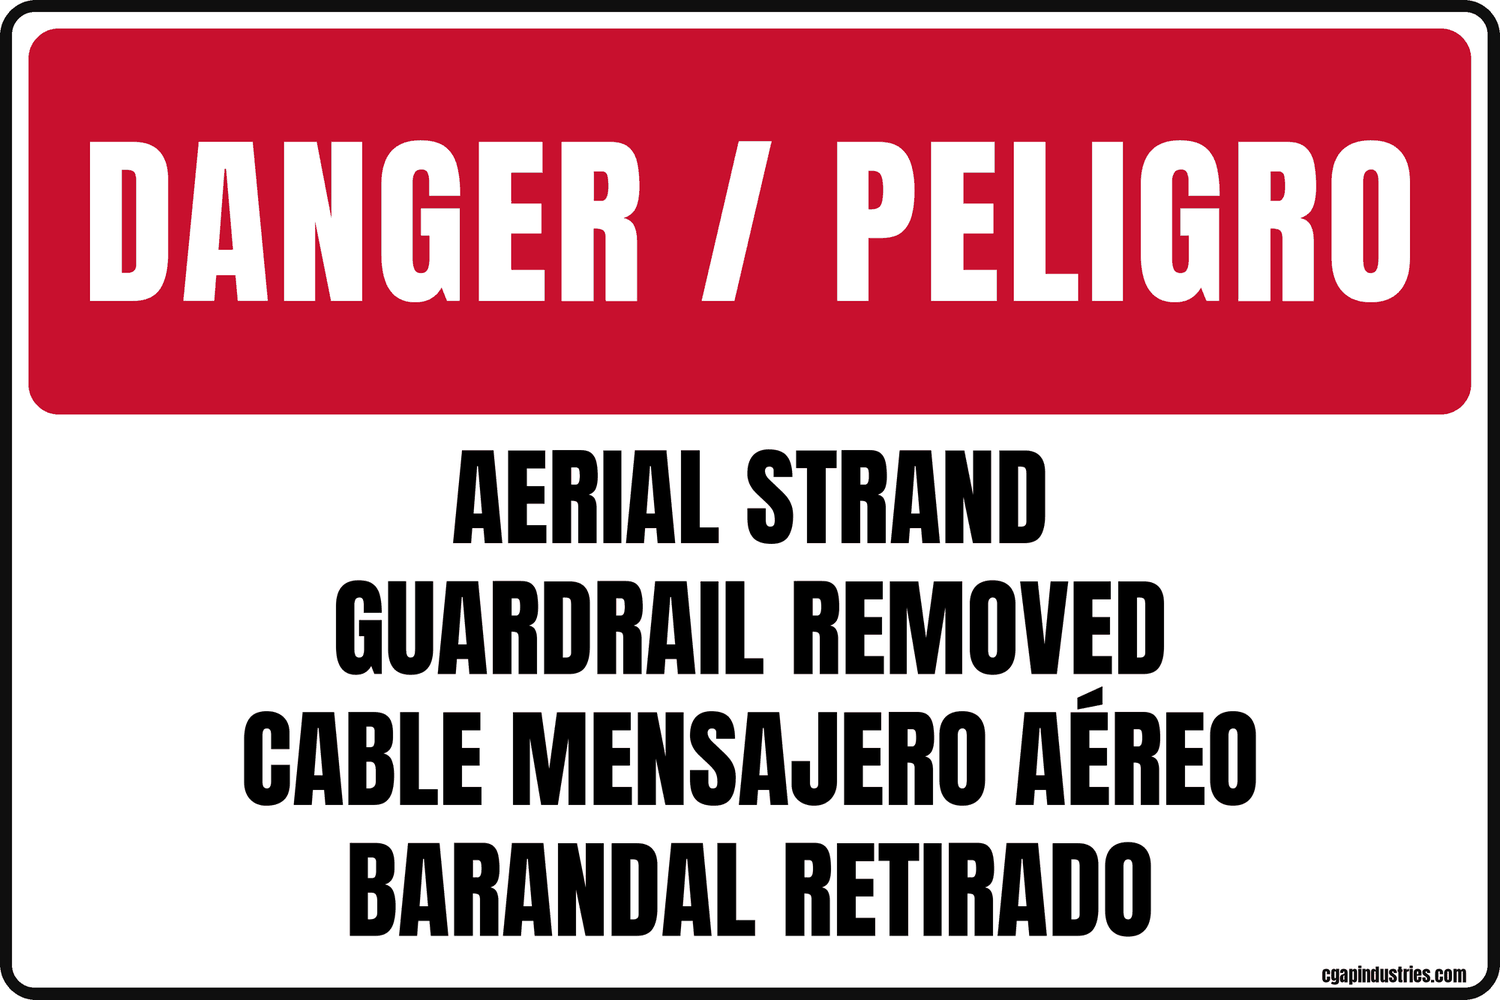 DANGER / PELIGRO
AERIAL STRAND
GUARDRAIL REMOVED
CABLE MENSAJERO AÉREO
BARANDAL RETIRADO
cgapindustries.com